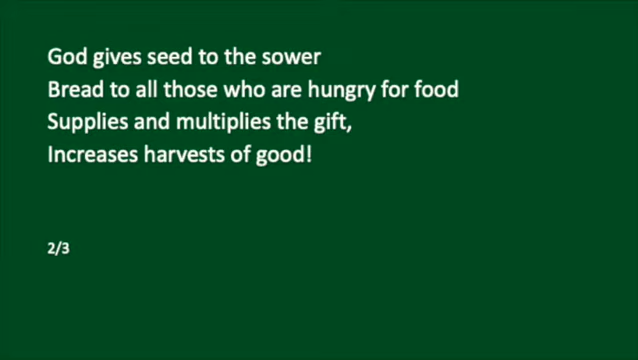 God gives seed to the sower
Bread to all those who are hungry for food
Supplies and multiplies the gift,
Increases harvests of good!
2/3